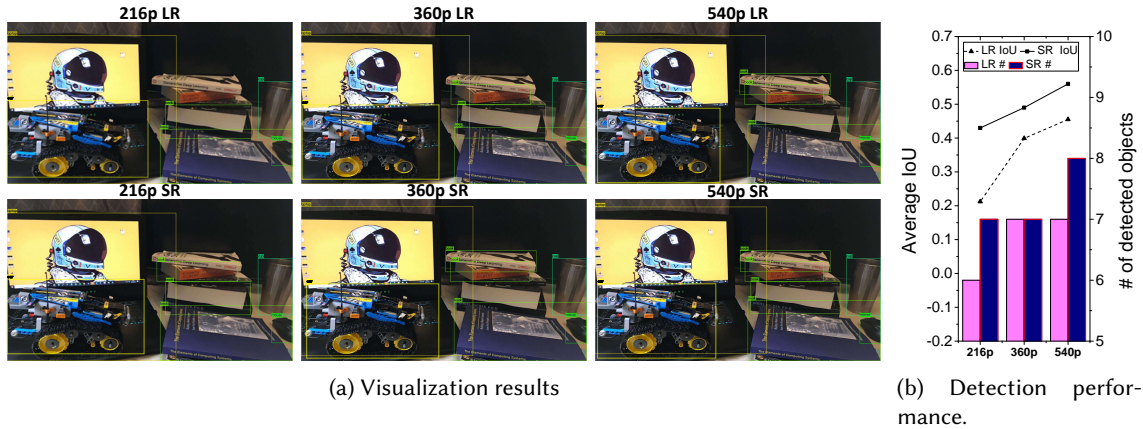 216p LR
360p LR
540p LR
216p SR
360p SR
540p SR
(a) Visualization results
0.7
0.6
0.5
0.4
0.3
0.2
0.1
0.0
-0.1
-0.2
Average IoU
LR IoU
SR IoU
LR #
SR #
10
9
8
7
6
5
# of detected objects
216p
360p
540p
(b) Detection perfor-
mance.